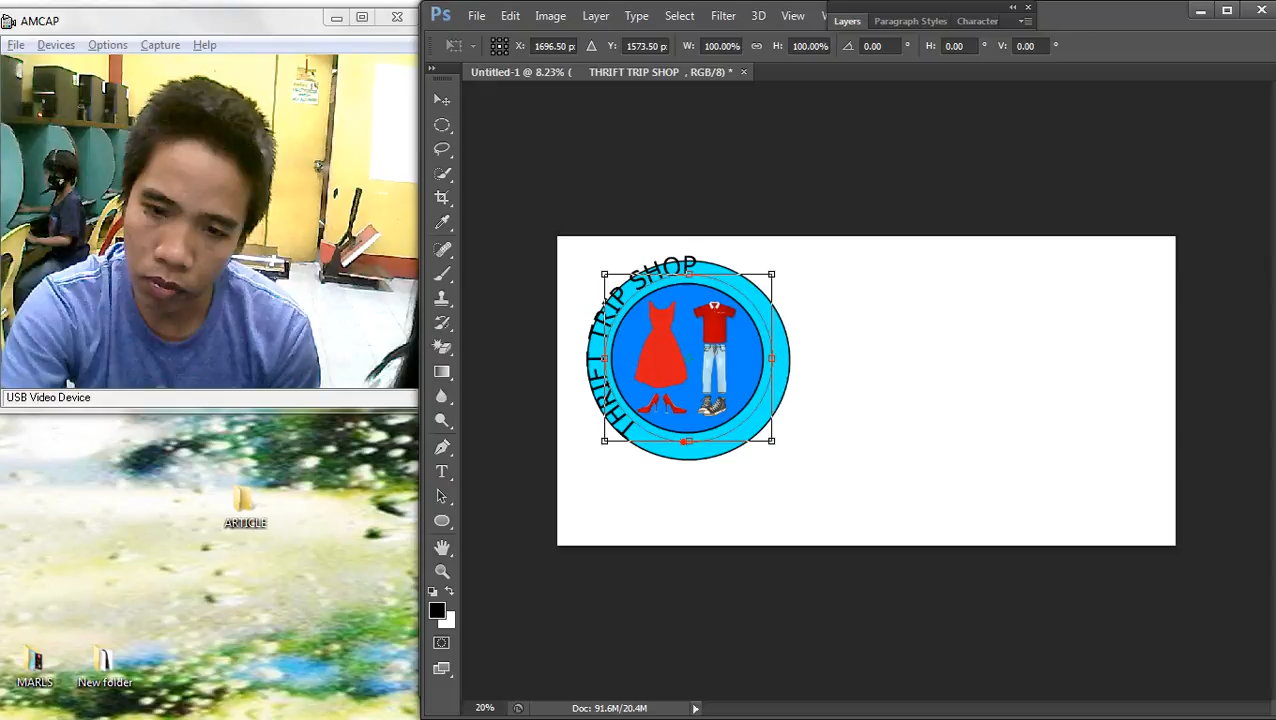 AMCAP
File Devices Options Capture Help
USB Video Device
ARTICLE
MARLS
New folder
Ps File Edit Image Layer Type Select Filter 3D View
Layers Paragraph Styles Character
X: 1696.50 p Y: 1573.50 p W: 100.00% H: 100.00% 0.00 ° H: 0.00 ° V: 0.00 °
Untitled-1 @ 8.23% ( THRIFT TRIP SHOP , RGB/8) *
THRIFT TRIP SHOP
20% Doc: 91.6M/20.4M